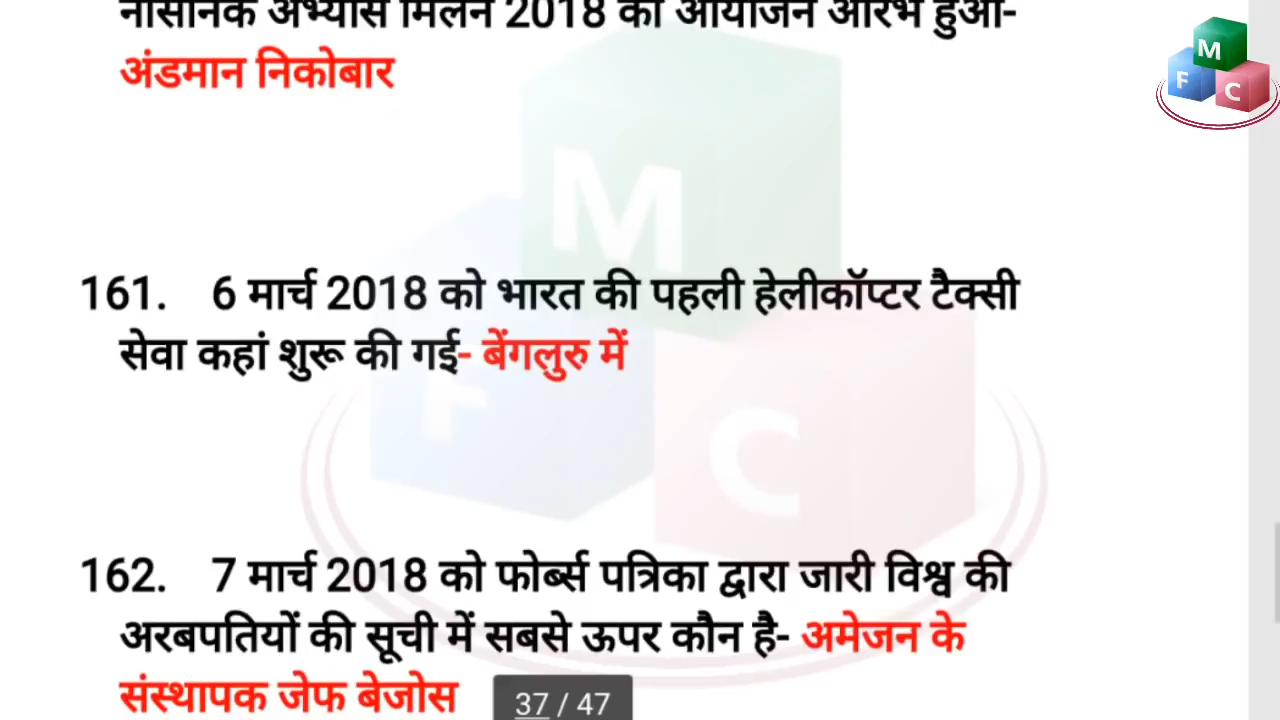 नौसैनिक अभ्यास मिलन 2018 का आयोजन आरंभ हुआ-
अंडमान निकोबार
M
F
C
M
161. 6 मार्च 2018 को भारत की पहली हेलीकॉप्टर टैक्सी
सेवा कहां शुरू की गई- बेंगलुरु में
F
C
162. 7 मार्च 2018 को फोर्ब्स पत्रिका द्वारा जारी विश्व की
अरबपतियों की सूची में सबसे ऊपर कौन है- अमेजन के
संस्थापक जेफ बेजोस
37 / 47